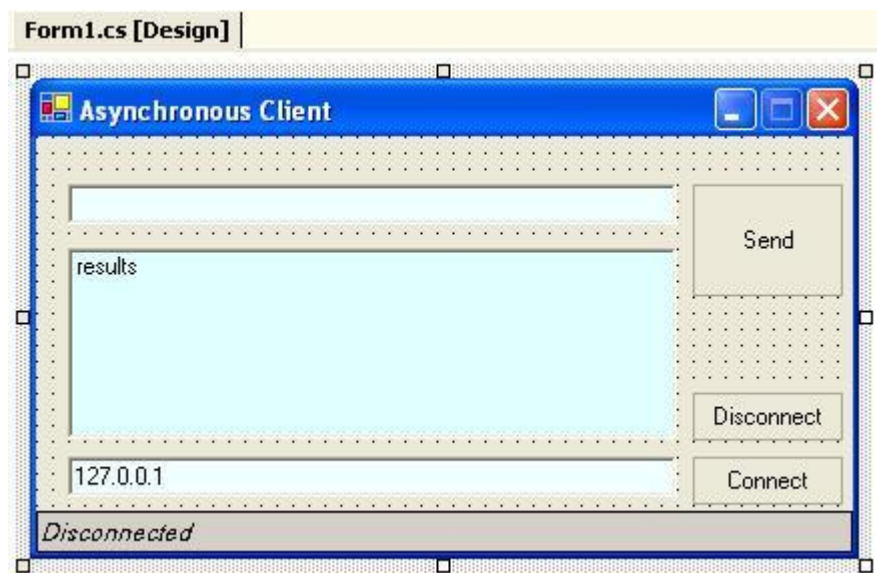 Form1.cs [Design]
Asynchronous Client
Send
results
Disconnect
127.0.0.1
Connect
Disconnected